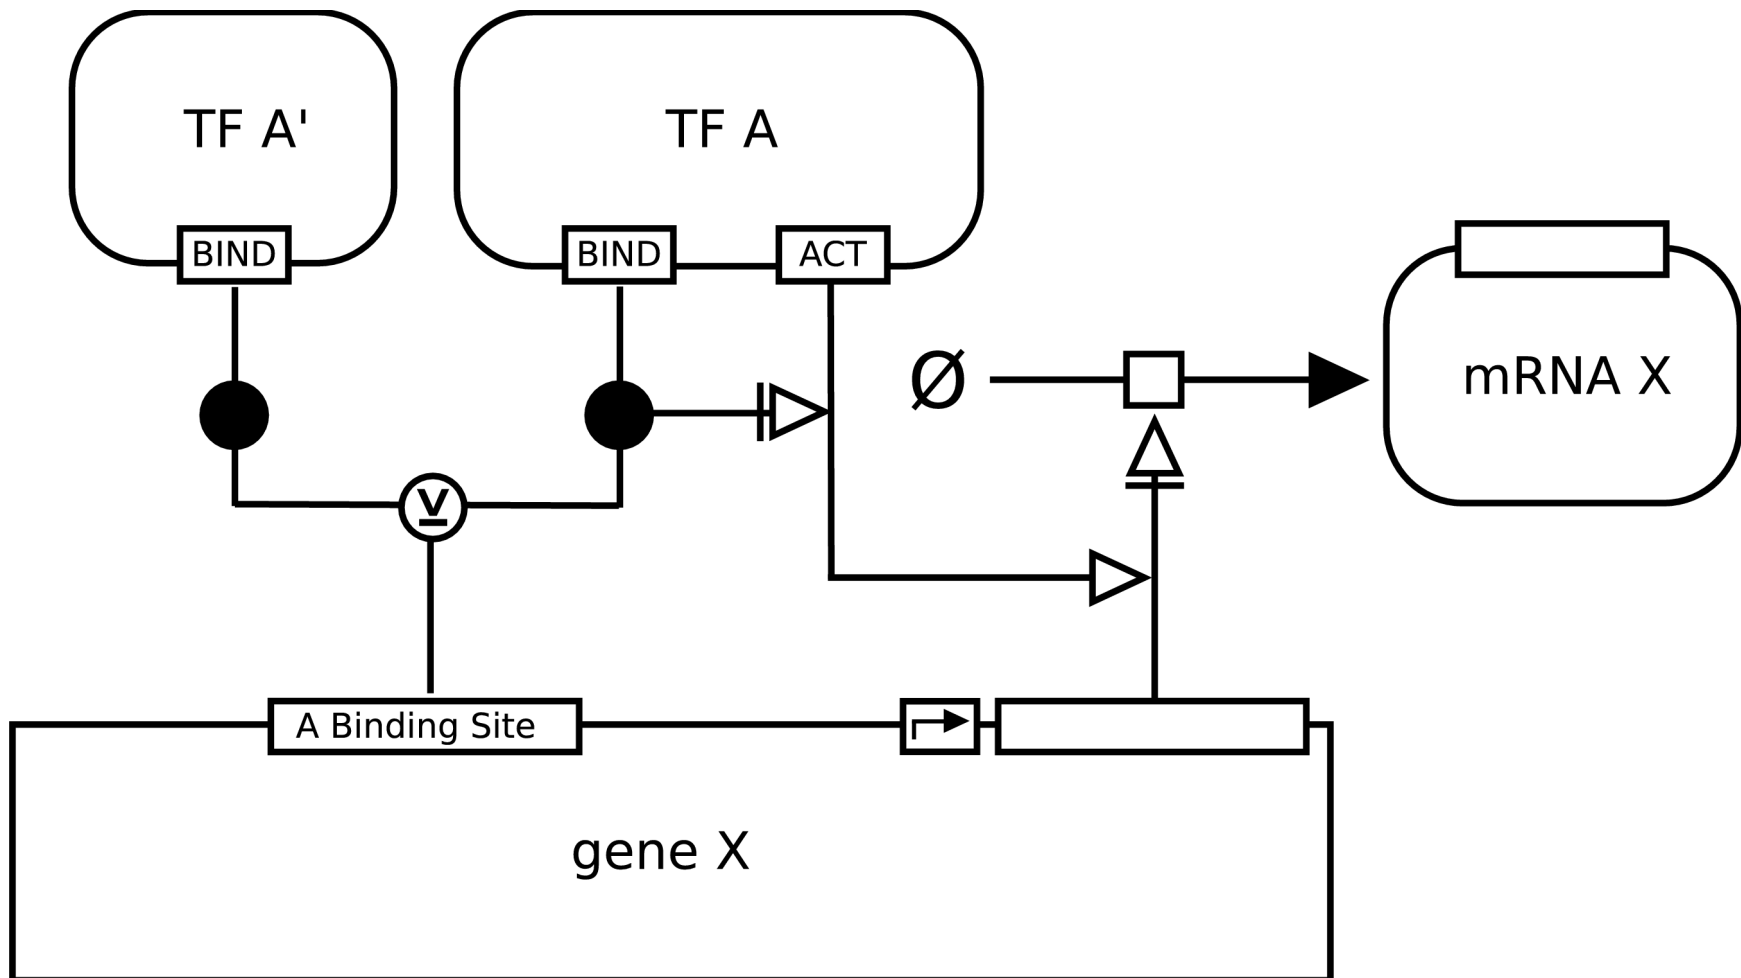 TF A'
TF A
BIND
BIND
ACT
Ø
mRNA X
V
A Binding Site
gene X